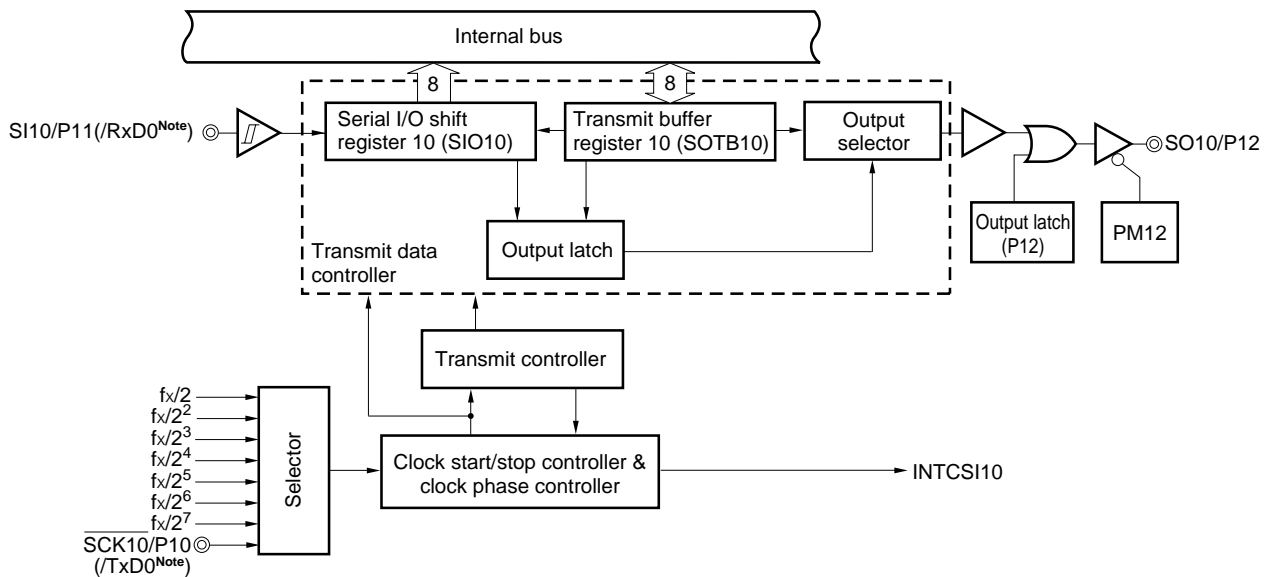 Internal bus
8
8
SI10/P11(/RxD0Note)
Serial I/O shift
register 10 (SIO10)
Transmit buffer
register 10 (SOTB10)
Output
selector
SO10/P12
Output latch
(P12)
PM12
Output latch
Transmit data
controller
Transmit controller
fx/2
fx/2²
fx/2³
fx/2⁴
fx/2⁵
fx/2⁶
fx/2⁷
SCK10/P10
(/TxD0Note)
Selector
Clock start/stop controller &
clock phase controller
INTCSI10